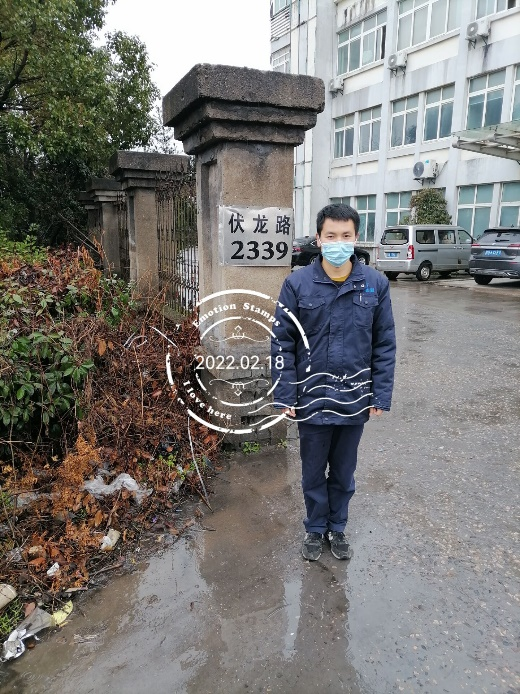 伏龙路
2339
Emotion Stamps
2022.02.18
I love here